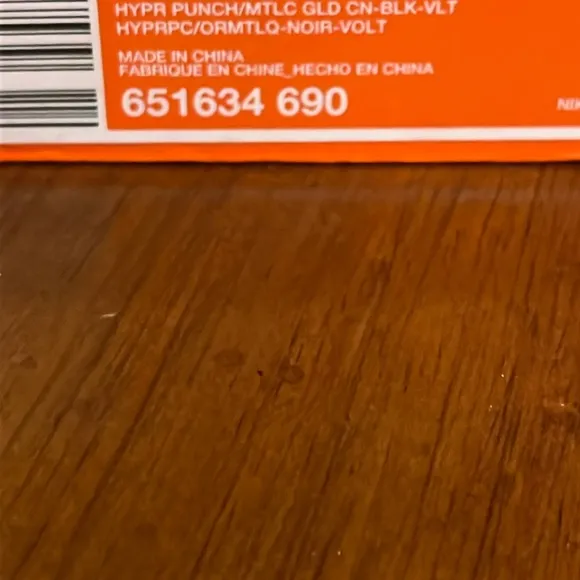 HYPR PUNCH/MTLC GLD CN-BLK-VLT
HYPRPC/ORMTLQ-NOIR-VOLT
MADE IN CHINA
FABRIQUE EN CHINE_HECHO EN CHINA
651634 690